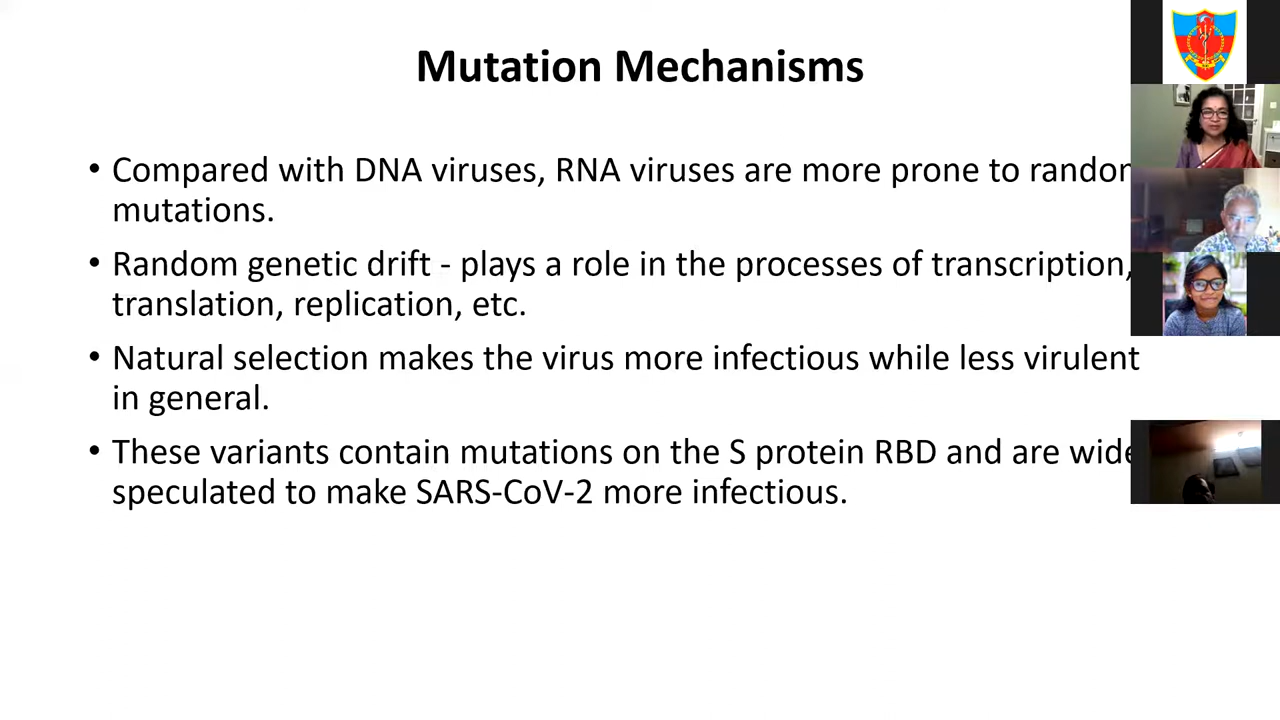 Mutation Mechanisms
• Compared with DNA viruses, RNA viruses are more prone to random
mutations.
• Random genetic drift - plays a role in the processes of transcription,
translation, replication, etc.
• Natural selection makes the virus more infectious while less virulent
in general.
• These variants contain mutations on the S protein RBD and are
speculated to make SARS-CoV-2 more infectious.